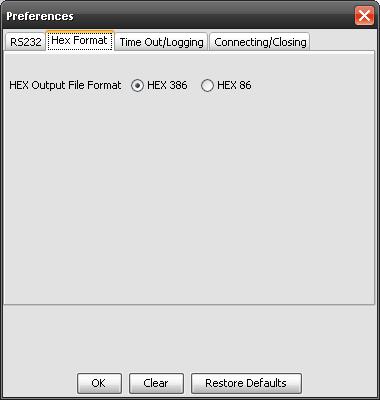 Preferences
RS232 Hex Format Time Out/Logging Connecting/Closing
HEX Output File Format HEX 386 HEX 86
OK Clear Restore Defaults